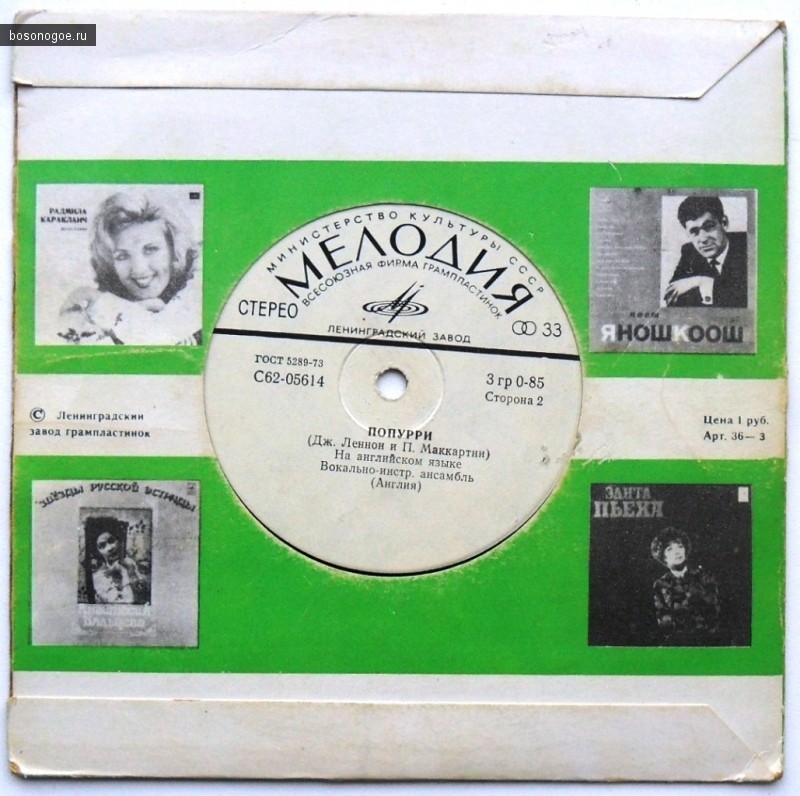 bosonogoe.ru
РАДМИЛА
КАРАКЛАИЧ
МИНИСТЕРСТВО КУЛЬТУРЫ СССР
МЕЛОДИЯ
ВСЕСОЮЗНАЯ ФИРМА ГРАМПЛАСТИНОК
СТЕРЕО
33
ЛЕНИНГРАДСКИЙ ЗАВОД
ЯНОШ КООШ
ГОСТ 5289-73
С62-05614
3 гр 0-85
Сторона 2
ПОПУРРИ
(Дж. Леннон и П. Маккартни)
На английском языке
Вокально-инстр. ансамбль
(Англия)
© Ленинградский
завод грампластинок
Цена 1 руб.
Арт. 36—3
ЗВЁЗДЫ РУССКОЙ ЭСТРАДЫ
АНАСТАСИЯ
ВЯЛЬЦЕВА
ЭДИТА
ПЬЕХА